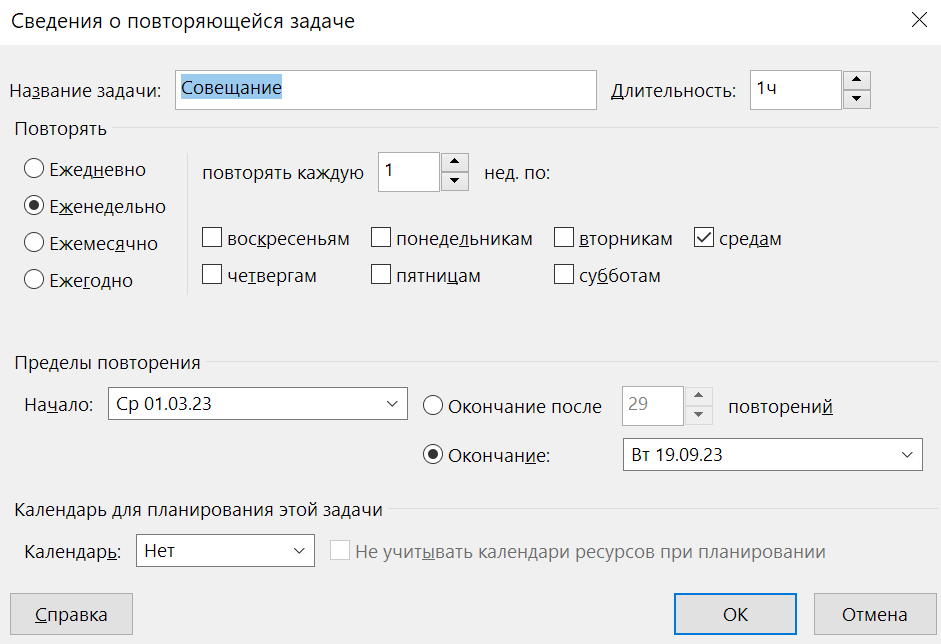 Сведения о повторяющейся задаче
Название задачи: Совещание Длительность: 1ч
Повторять
Ежедневно повторять каждую 1 нед. по:
Еженедельно
воскресеньям понедельникам вторникам средам
Ежемесячно
четвергам пятницам субботам
Ежегодно
Пределы повторения
Начало: Ср 01.03.23 Окончание после 29 повторений
Окончание: Вт 19.09.23
Календарь для планирования этой задачи
Календарь: Нет Не учитывать календари ресурсов при планировании
Справка ОК Отмена